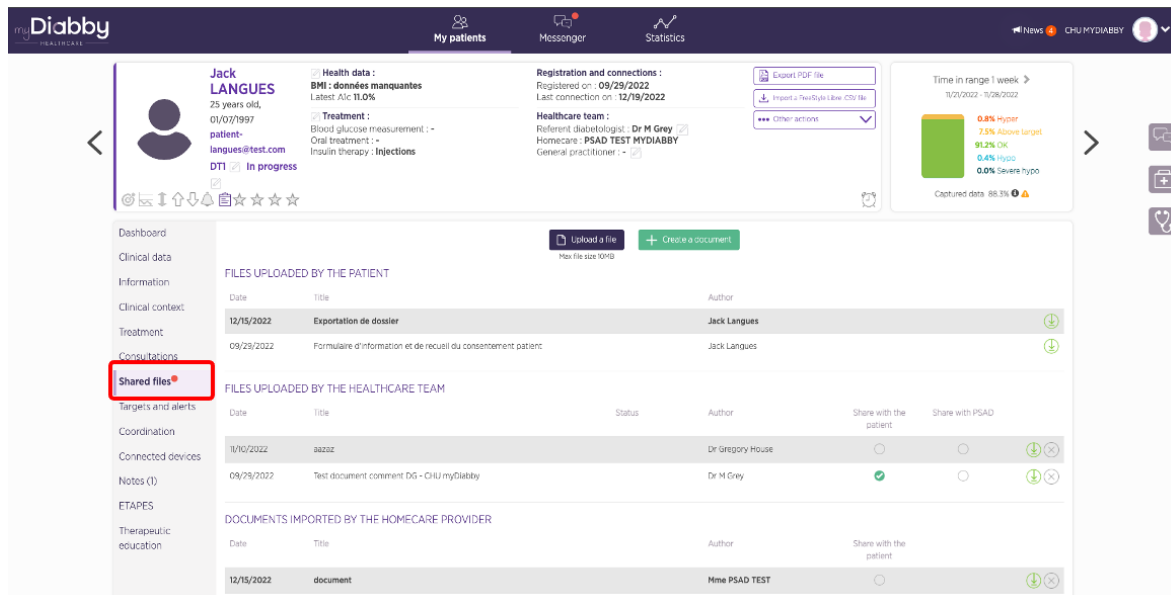 myDiabby
HEALTHCARE
My patients
Messenger
Statistics
News 4
CHU MYDIABBY
Jack
LANGUES
25 years old,
01/07/1997
patient-
langues@test.com
DT1 In progress
Health data :
BMI : données manquantes
Latest A1c 11.0%
Treatment :
Blood glucose measurement : -
Oral treatment : -
Insulin therapy : Injections
Registration and connections :
Registered on : 09/29/2022
Last connection on : 12/19/2022
Healthcare team :
Referent diabetologist : Dr M Grey
Homecare : PSAD TEST MYDIABBY
General practitioner : -
Export PDF file
Import a FreeStyle Libre .CSV file
Other actions
Time in range 1 week
11/21/2022 - 11/28/2022
0.8% Hyper
7.5% Above target
91.2% OK
0.4% Hypo
0.0% Severe hypo
Captured data 88.3%
Dashboard
Clinical data
Information
Clinical context
Treatment
Consultations
Shared files
Targets and alerts
Coordination
Connected devices
Notes (1)
ETAPES
Therapeutic
education
Upload a file
Max file size 10MB
Create a document
FILES UPLOADED BY THE PATIENT
Date Title Author
12/15/2022 Exportation de dossier Jack Langues
09/29/2022 Formulaire d'information et de recueil du consentement patient Jack Langues
FILES UPLOADED BY THE HEALTHCARE TEAM
Date Title Status Author Share with the patient Share with PSAD
11/10/2022 aazaz Dr Gregory House
09/29/2022 Test document comment DG - CHU myDiabby Dr M Grey
DOCUMENTS IMPORTED BY THE HOMECARE PROVIDER
Date Title Author Share with the patient
12/15/2022 document Mme PSAD TEST